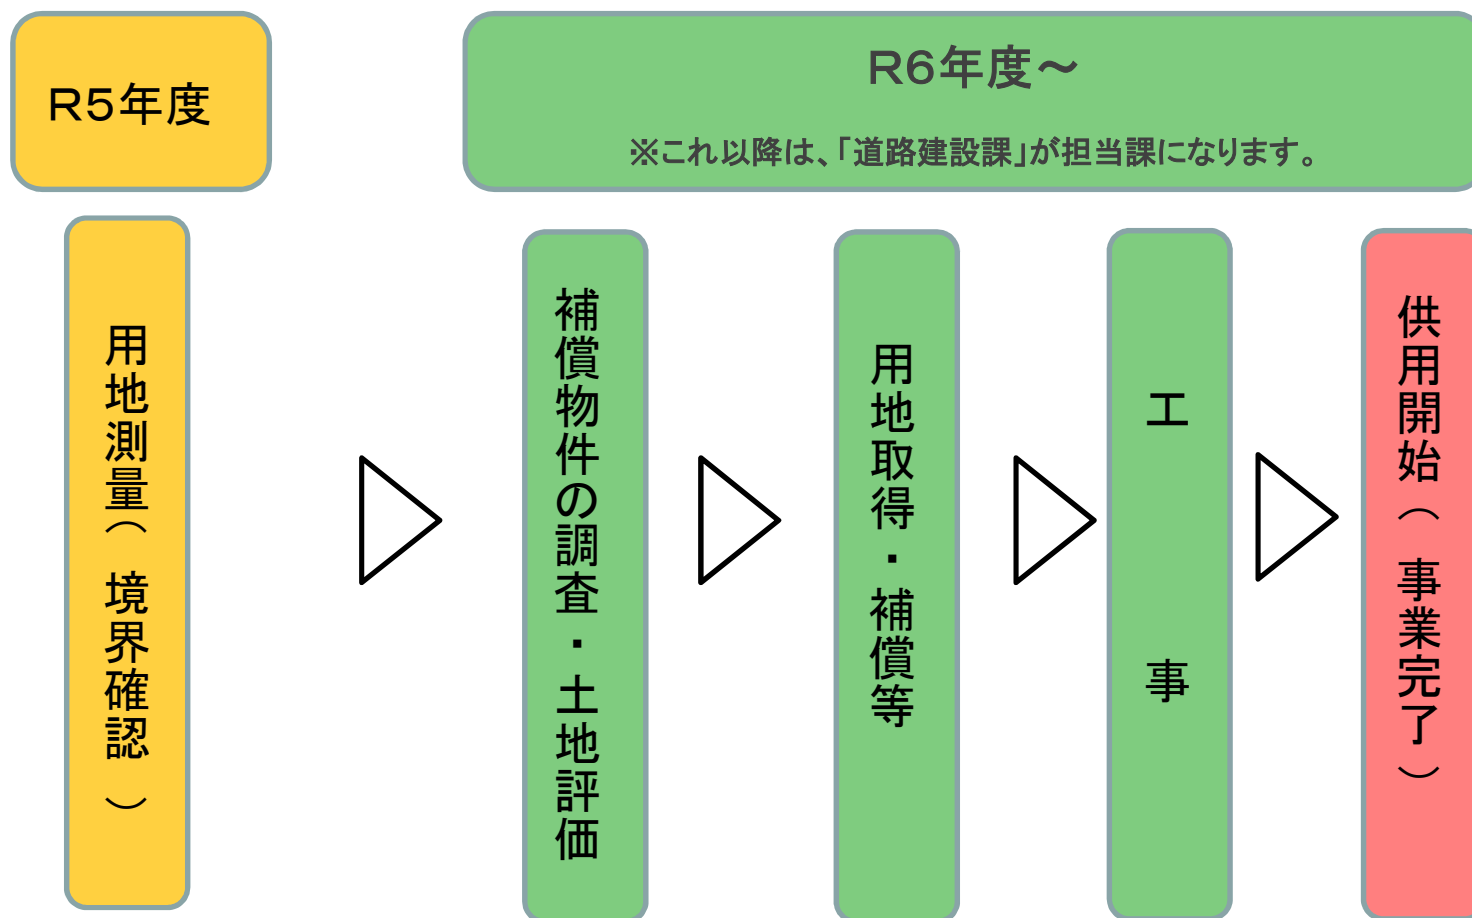 R5年度
R6年度~
※これ以降は、「道路建設課」が担当課になります。
用地測量(境界確認)
補償物件の調査・土地評価
用地取得・補償等
工事
供用開始(事業完了)